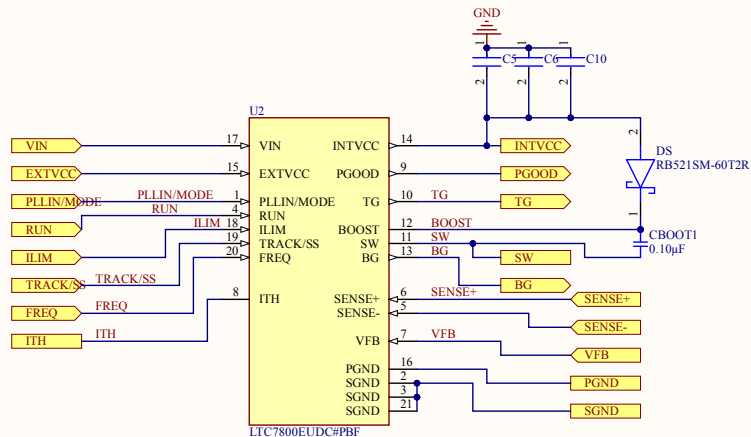 GND
1 1 1
C5 C6 C10
2 2 2
U2
VIN 17 VIN INTVCC 14 INTVCC
2
DS
RB521SM-60T2R
EXTVCC 15 EXTVCC PGOOD 9 PGOOD
PLLIN/MODE PLLIN/MODE 1 PLLIN/MODE TG 10 TG TG
1
RUN RUN 4 RUN
ILIM ILIM 18 ILIM BOOST 12 BOOST
CBOOT1
0.10µF
TRACK/SS TRACK/SS 19 TRACK/SS SW 11 SW SW
FREQ FREQ 20 FREQ BG 13 BG BG
ITH ITH 8 ITH SENSE+ 6 SENSE+ SENSE+
SENSE- 5 SENSE-
VFB 7 VFB VFB
PGND 16 PGND
SGND 2 SGND
SGND 3
SGND 21
LTC7800EUDC#PBF